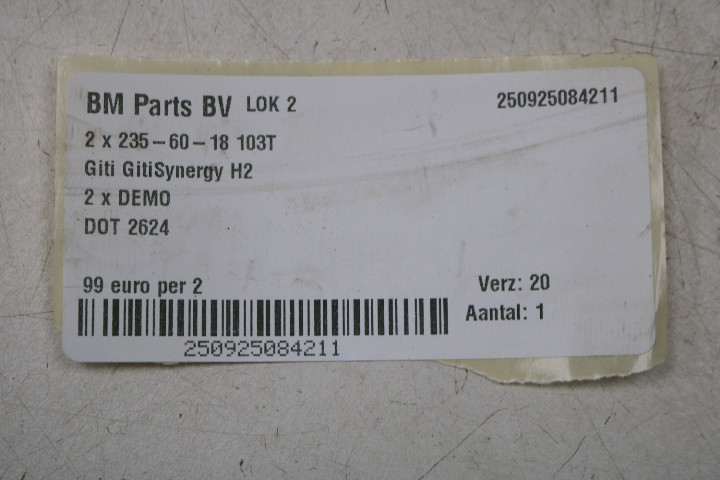 BM Parts BV LOK 2 250925084211
2 x 235-60-18 103T
Giti GitiSynergy H2
2 x DEMO
DOT 2624
99 euro per 2 Verz: 20
Aantal: 1
250925084211